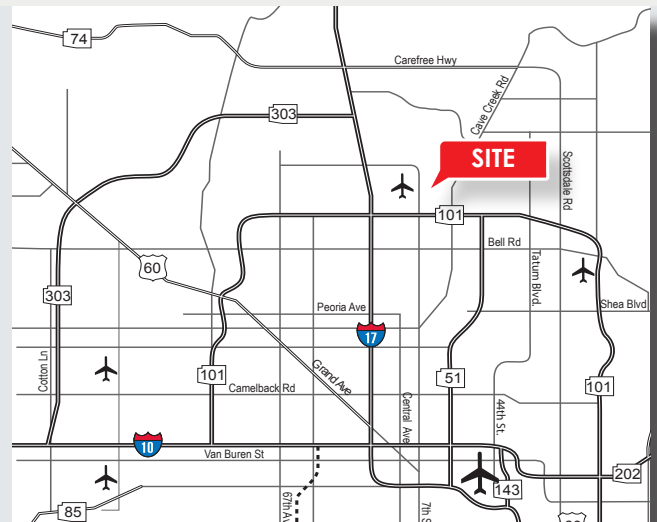 74
Carefree Hwy
303
Cave Creek Rd
SITE
Scottsdale Rd
101
Bell Rd
60
Tatum Blvd.
303
Peoria Ave
Shea Blvd
17
Cotton Ln
101
Grand Ave
51
101
Camelback Rd
Central Ave
44th St.
10
Van Buren St
202
143
85
67th Av
7th S